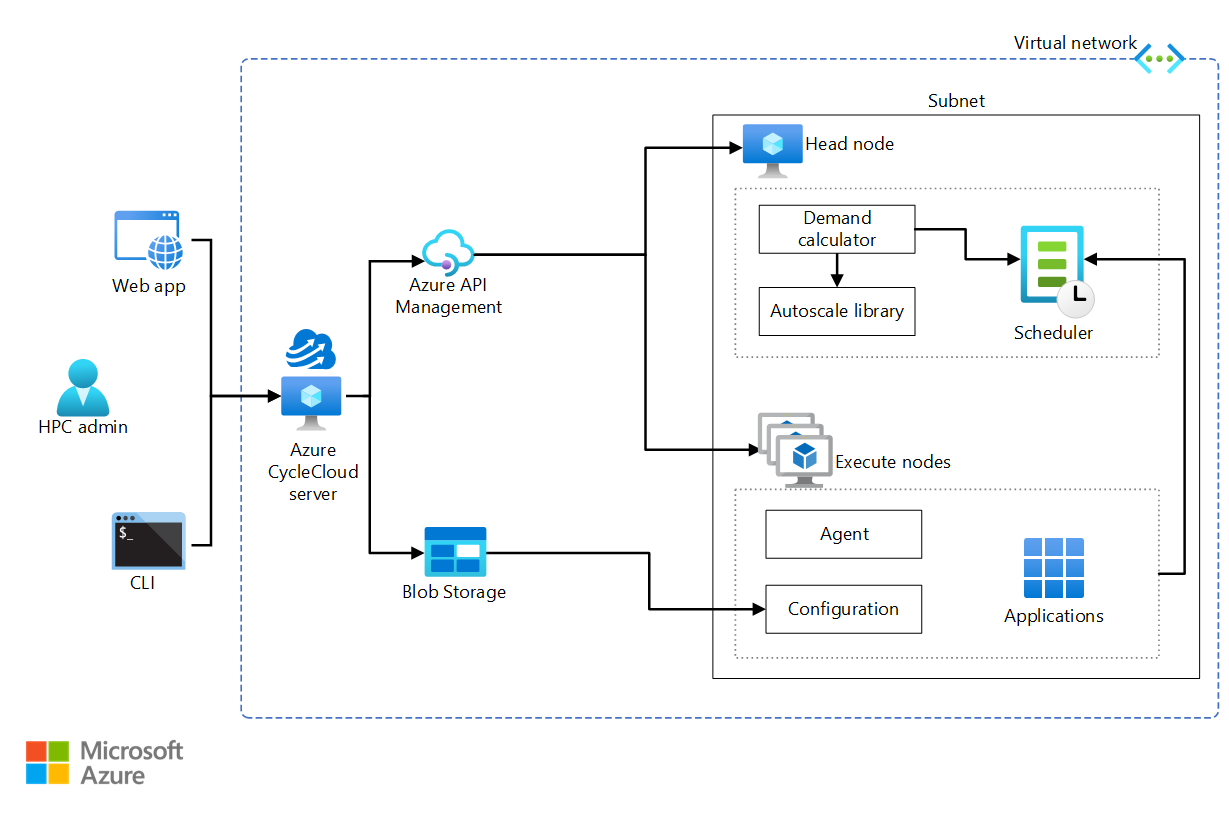 Virtual network
Subnet
Head node
Demand
calculator
Autoscale library
Scheduler
Web app
Azure API
Management
HPC admin
Azure
CycleCloud
server
Execute nodes
$_
CLI
Blob Storage
Agent
Configuration
Applications
Microsoft
Azure